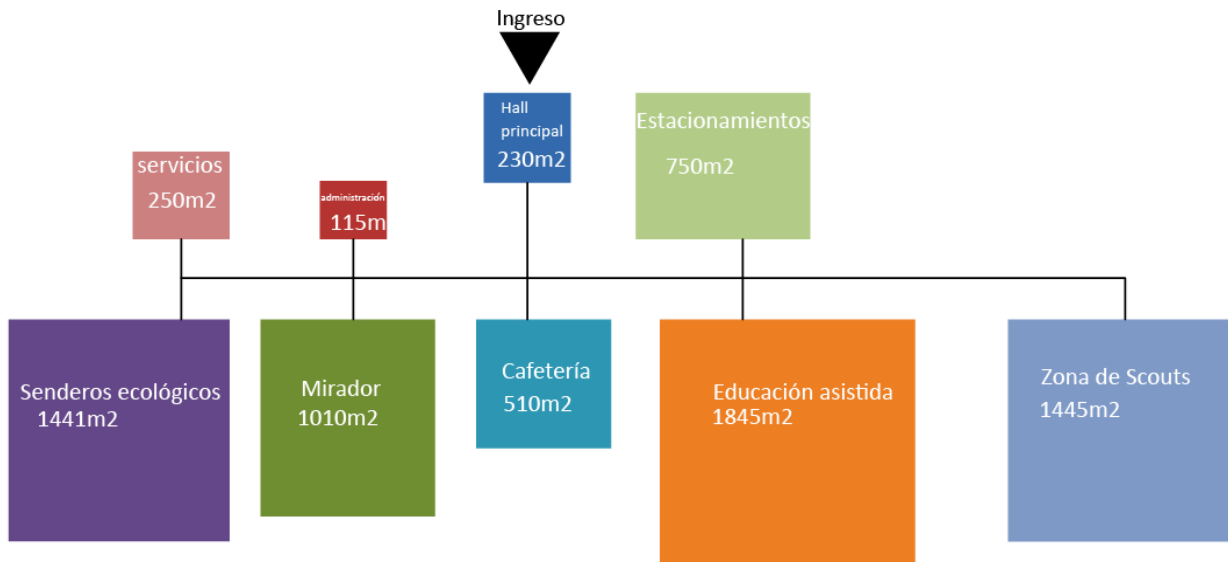 Ingreso
Hall
principal
230m2
Estacionamientos
750m2
servicios
250m2
administración
115m
Senderos ecológicos
1441m2
Mirador
1010m2
Cafetería
510m2
Educación asistida
1845m2
Zona de Scouts
1445m2